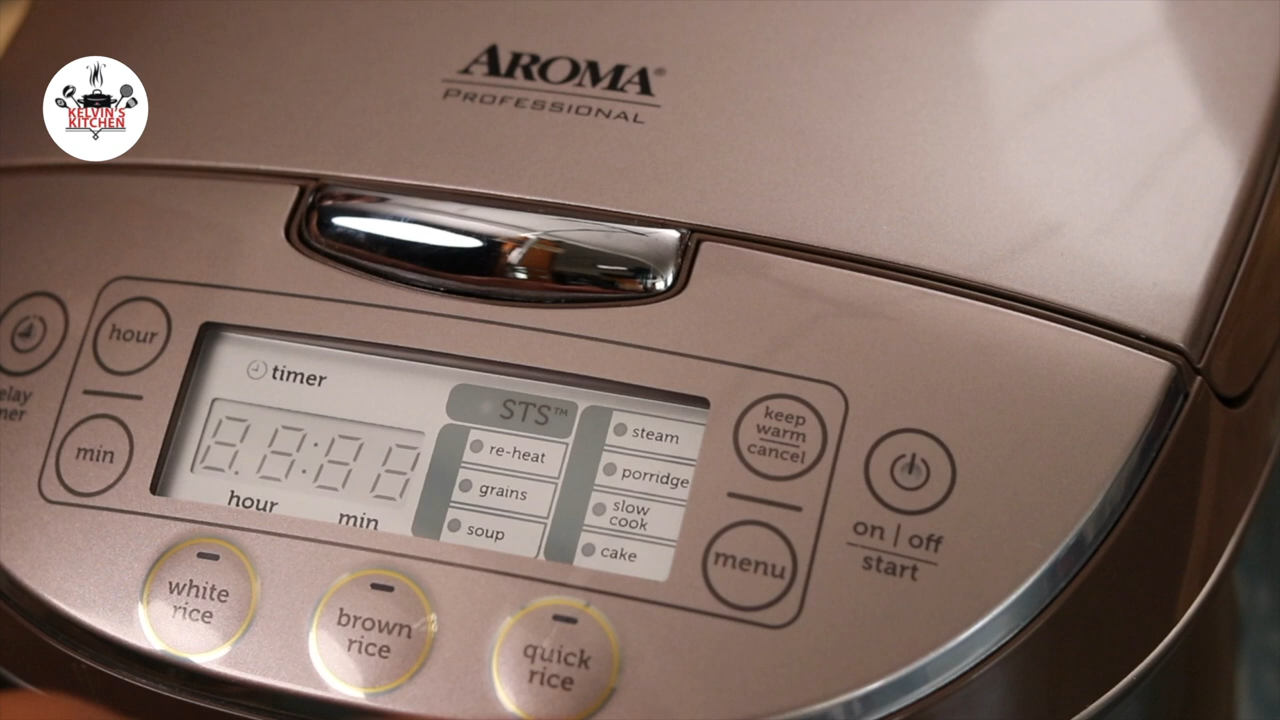 KELVIN'S
KITCHEN
AROMA®
PROFESSIONAL
hour
min
timer
hour
min
STS™
re-heat
grains
soup
steam
porridge
slow
cook
cake
keep
warm
cancel
menu
on | off
start
white
rice
brown
rice
quick
rice